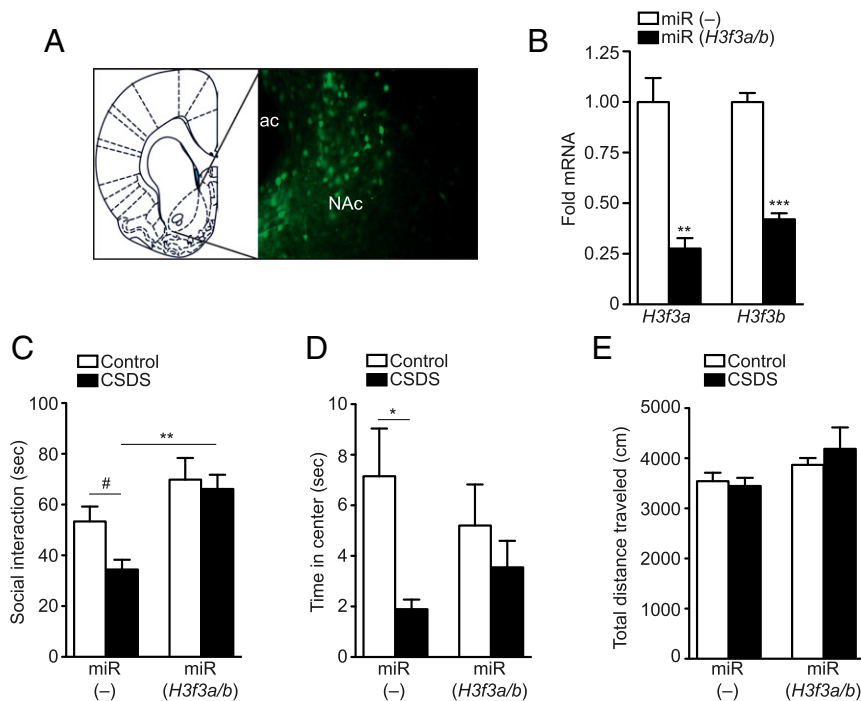 A
ac
NAc
B
miR (–)
miR (H3f3a/b)
Fold mRNA
1.25
1.00
0.75
0.50
0.25
0
**
***
H3f3a
H3f3b
C
Control
CSDS
Social interaction (sec)
100
80
60
40
20
0
#
**
miR
(–)
miR
(H3f3a/b)
D
Control
CSDS
Time in center (sec)
10
8
6
4
2
0
*
miR
(–)
miR
(H3f3a/b)
E
Control
CSDS
Total distance traveled (cm)
5000
4000
3000
2000
1000
0
miR
(–)
miR
(H3f3a/b)